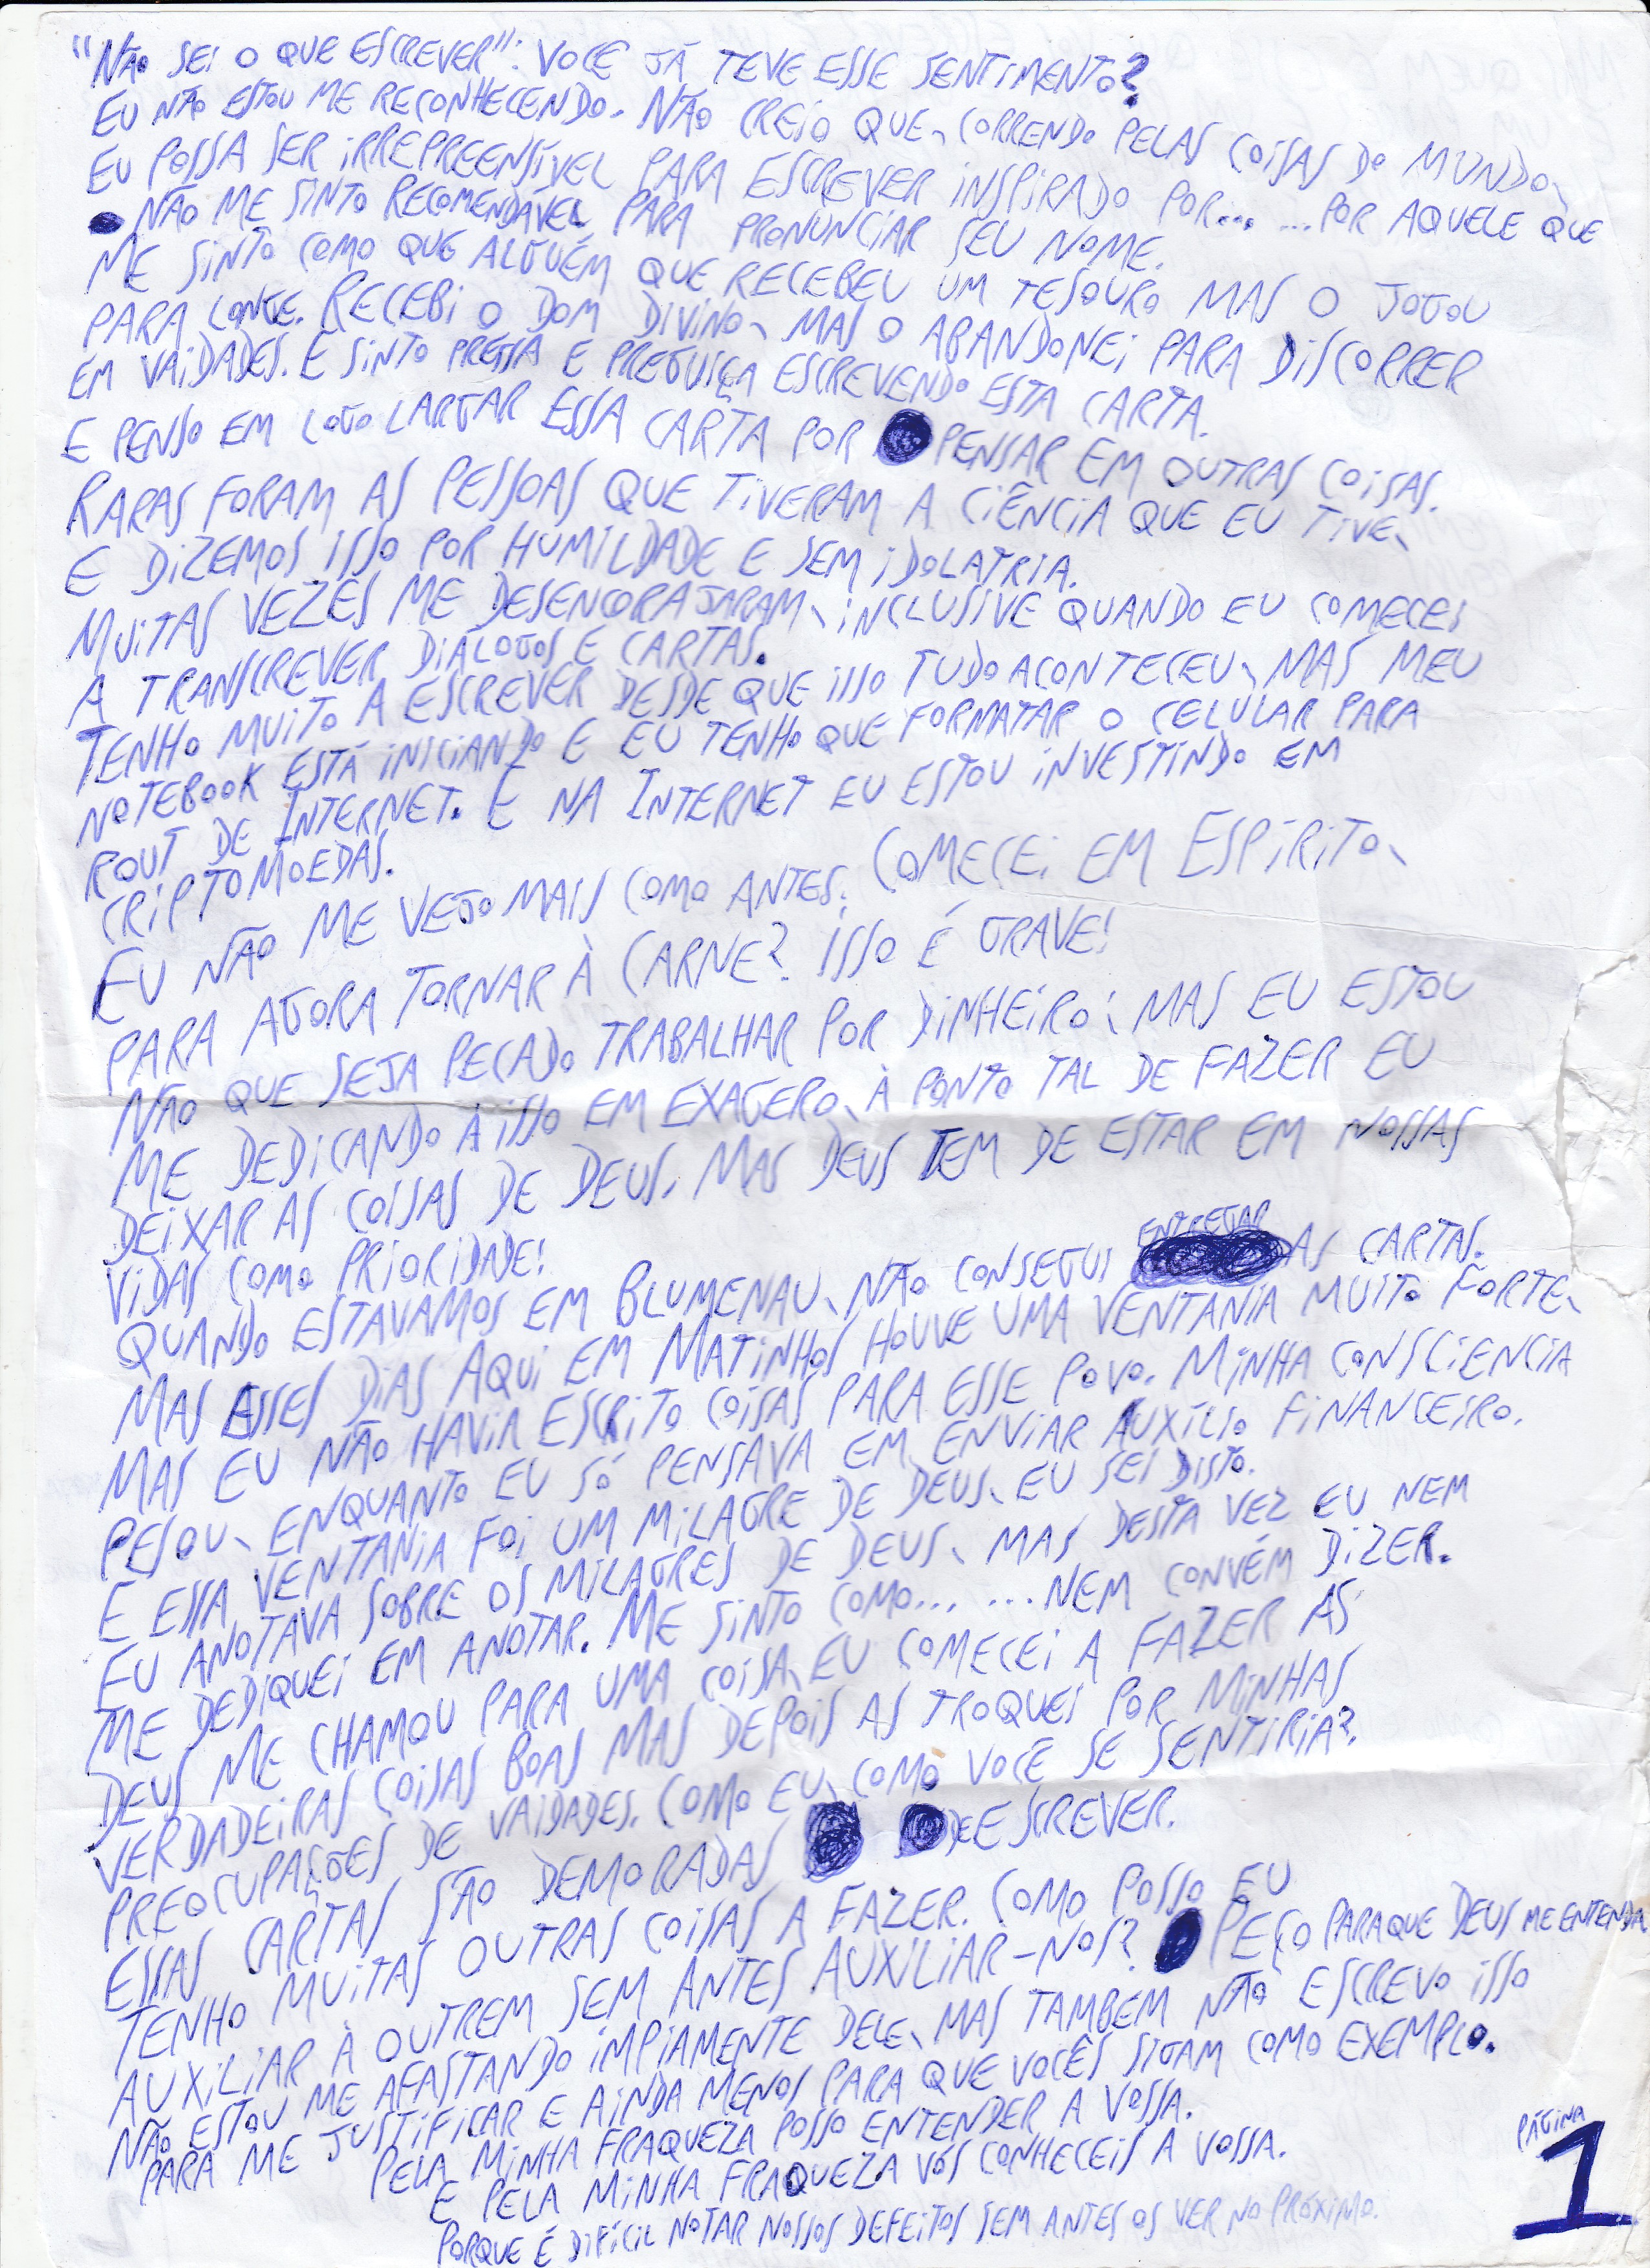 "NÃO SEI O QUE ESCREVER": VOCÊ JÁ TEVE ESSE SENTIMENTO?
EU NÃO ESTOU ME RECONHECENDO. NÃO CREIO QUE, CORRENDO PELAS COISAS DO MUNDO,
EU POSSA SER IRREPREENSÍVEL PARA ESCREVER INSPIRADO POR... ...POR AQUELE QUE
NÃO ME SINTO RECOMENDÁVEL PARA PRONUNCIAR SEU NOME.
ME SINTO COMO QUE ALGUÉM QUE RECEBEU UM TESOURO, MAS O JOGOU
PARA LONGE. RECEBI O DOM DIVINO, MAS O ABANDONEI PARA DISCORRER
EM VAIDADES. E SINTO PRESSA E PREGUIÇA ESCREVENDO ESTA CARTA.
E PENSO EM LOGO LARGAR ESSA CARTA POR PENSAR EM OUTRAS COISAS.
RARAS FORAM AS PESSOAS QUE TIVERAM A CIÊNCIA QUE EU TIVE,
E DIZEMOS ISSO POR HUMILDADE E SEM IDOLATRIA.
MUITAS VEZES ME DESENCORAJARAM, INCLUSIVE QUANDO EU COMECEI
A TRANSCREVER DIÁLOGOS E CARTAS.
TENHO MUITO A ESCREVER DESDE QUE ISSO TUDO ACONTECEU, MAS MEU
NOTEBOOK ESTÁ INICIANDO E EU TENHO QUE FORMATAR O CELULAR PARA
ROUT DE INTERNET. E NA INTERNET EU ESTOU INVESTINDO EM
CRIPTOMOEDAS.
EU NÃO ME VEJO MAIS COMO ANTES. COMECEI EM ESPÍRITO,
PARA AGORA TORNAR À CARNE? ISSO É GRAVE!
NÃO QUE SEJA PECADO TRABALHAR POR DINHEIRO; MAS EU ESTOU
ME DEDICANDO A ISSO EM EXAGERO, À PONTO TAL DE FAZER EU
DEIXAR AS COISAS DE DEUS. MAS DEUS TEM DE ESTAR EM NOSSAS
VIDAS COMO PRIORIDADE!
QUANDO ESTAVAMOS EM BLUMENAU, NÃO CONSEGUI ENTREGAR AS CARTAS.
MAS ESSES DIAS AQUI EM MATINHOS HOUVE UMA VENTANIA MUITO FORTE,
MAS EU NÃO HAVIA ESCRITO COISAS PARA ESSE POVO. MINHA CONSCIENCIA
PESOU, ENQUANTO EU SÓ PENSAVA EM ENVIAR AUXÍLIO FINANCEIRO.
E ESSA VENTANIA FOI UM MILAGRE DE DEUS, EU SEI DISTO.
EU ANOTAVA SOBRE OS MILAGRES DE DEUS, MAS DESTA VEZ EU NEM
ME DEDIQUEI EM ANOTAR. ME SINTO COMO... ...NEM CONVÉM DIZER.
DEUS ME CHAMOU PARA UMA COISA, EU COMECEI A FAZER AS
VERDADEIRAS COISAS BOAS MAS DEPOIS AS TROQUEI POR MINHAS
PREOCUPAÇÕES DE VAIDADES. COMO EU, COMO VOCÊ SE SENTIRIA?
ESSAS CARTAS SÃO DEMORADAS DE ESCREVER.
TENHO MUITAS OUTRAS COISAS A FAZER. COMO POSSO EU
AUXILIAR À OUTREM SEM ANTES AUXILIAR-NOS? PEÇO PARA QUE DEUS ME ENTENDA
NÃO ESTOU ME AFASTANDO IMPIAMENTE DELE, MAS TAMBEM NÃO ESCREVO ISSO
PARA ME JUSTIFICAR E AINDA MENOS PARA QUE VOCÊS SIGAM COMO EXEMPLO.
PELA MINHA FRAQUEZA POSSO ENTENDER A VOSSA.
E PELA MINHA FRAQUEZA VÓS CONHECEIS A VOSSA.
PORQUE É DIFÍCIL NOTAR NOSSOS DEFEITOS SEM ANTES OS VER NO PRÓXIMO.
PÁGINA
1